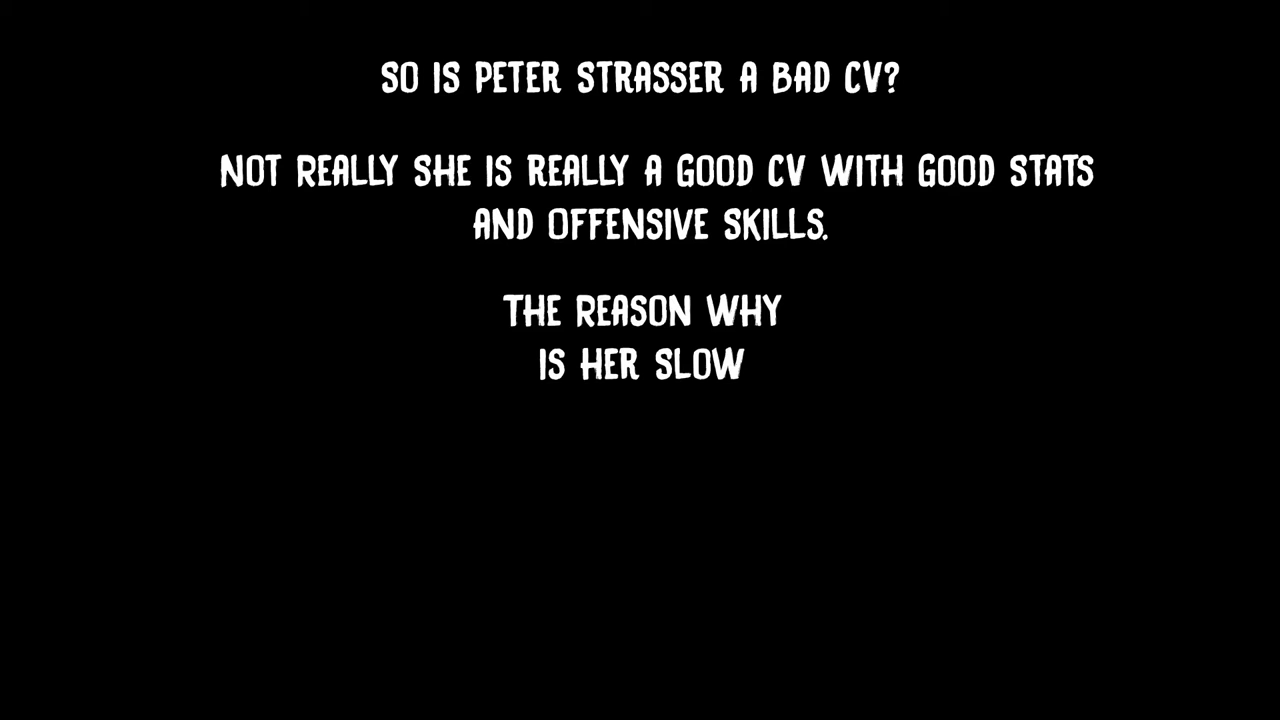 SO IS PETER STRASSER A BAD CV?
NOT REALLY SHE IS REALLY A GOOD CV WITH GOOD STATS
AND OFFENSIVE SKILLS.
THE REASON WHY
IS HER SLOW